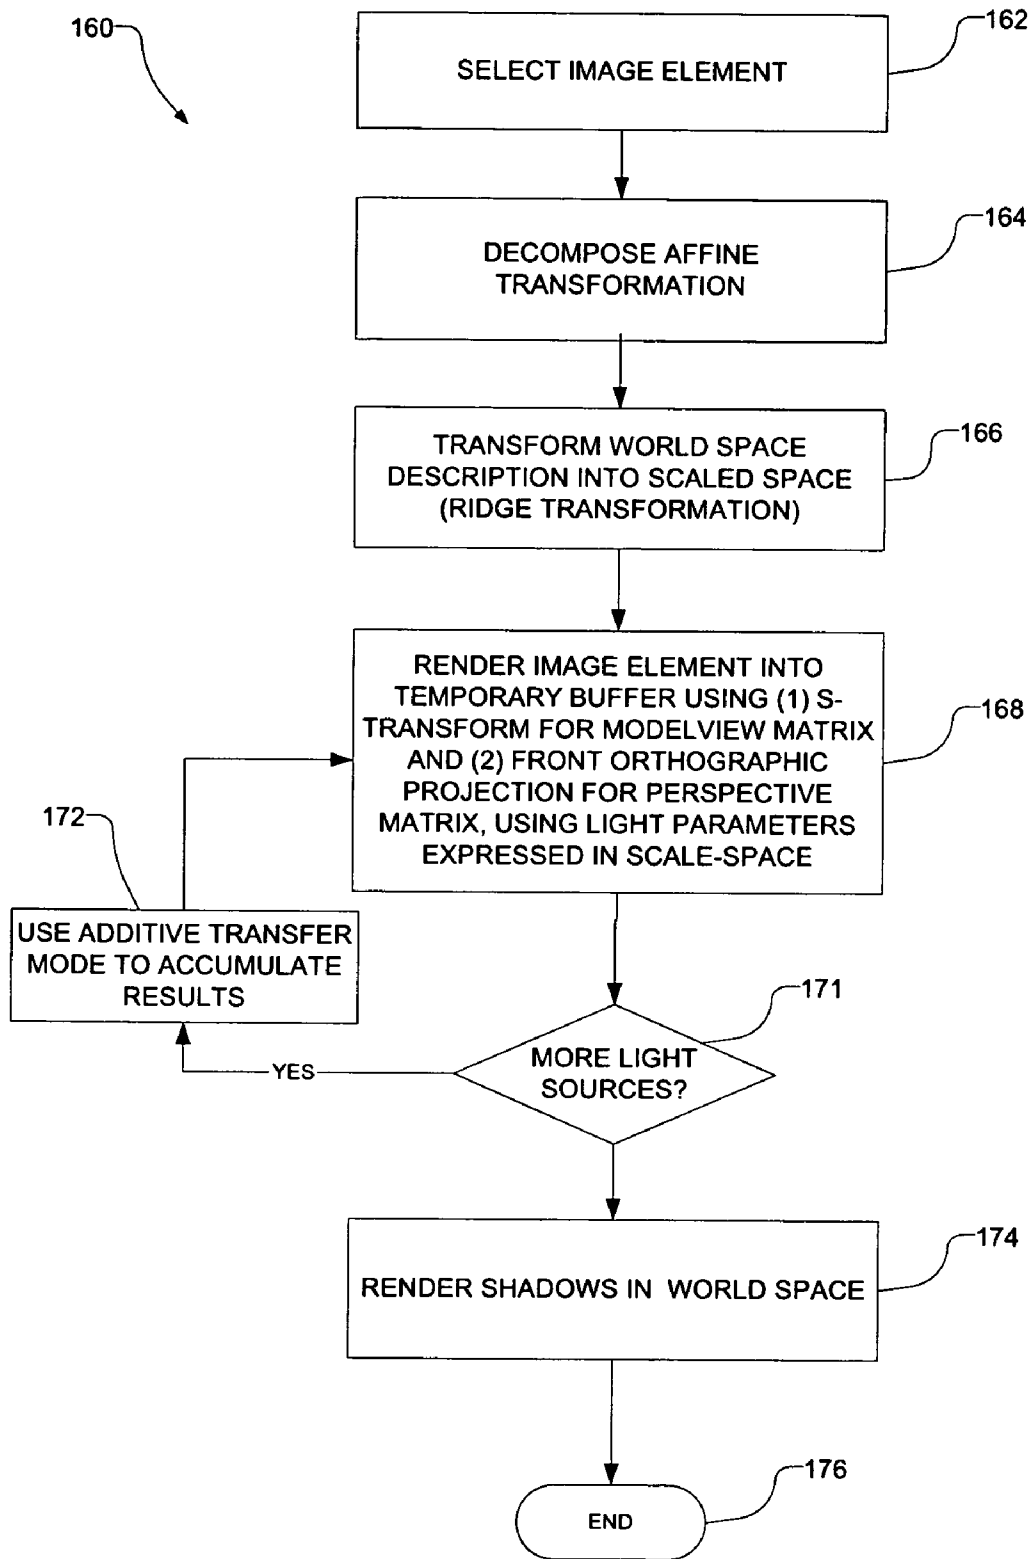 160
162
SELECT IMAGE ELEMENT
164
DECOMPOSE AFFINE
TRANSFORMATION
166
TRANSFORM WORLD SPACE
DESCRIPTION INTO SCALED SPACE
(RIDGE TRANSFORMATION)
168
RENDER IMAGE ELEMENT INTO
TEMPORARY BUFFER USING (1) S-
TRANSFORM FOR MODELVIEW MATRIX
AND (2) FRONT ORTHOGRAPHIC
PROJECTION FOR PERSPECTIVE
MATRIX, USING LIGHT PARAMETERS
EXPRESSED IN SCALE-SPACE
172
USE ADDITIVE TRANSFER
MODE TO ACCUMULATE
RESULTS
171
MORE LIGHT
SOURCES?
YES
174
RENDER SHADOWS IN WORLD SPACE
176
END